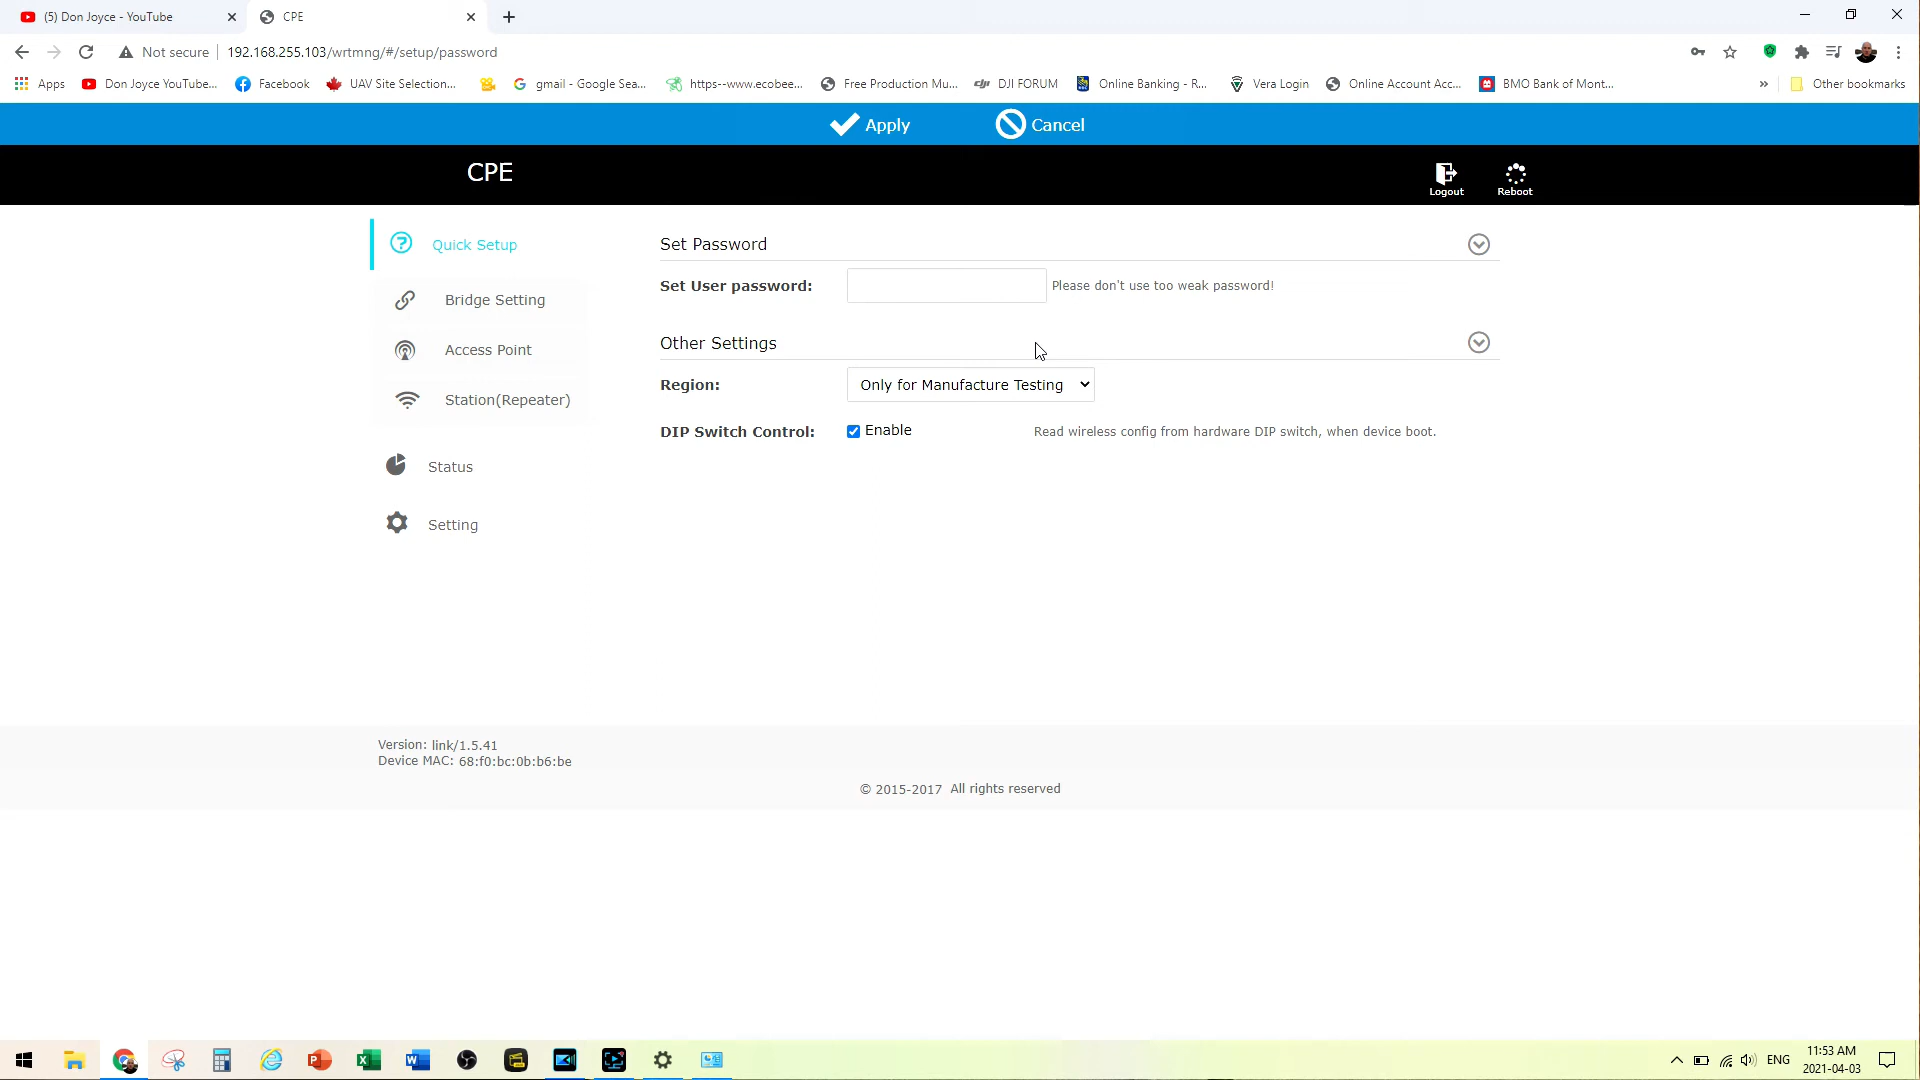 (5) Don Joyce - YouTube
CPE
Not secure
192.168.255.103/wrtmng/#/setup/password
Apps
Don Joyce YouTube...
Facebook
UAV Site Selection...
gmail - Google Sea...
https--www.ecobee...
Free Production Mu...
DJI FORUM
Online Banking - R...
Vera Login
Online Account Acc...
BMO Bank of Mont...
»
Other bookmarks
Apply
Cancel
CPE
Logout
Reboot
Quick Setup
Bridge Setting
Access Point
Station(Repeater)
Status
Setting
Set Password
Set User password:
Please don't use too weak password!
Other Settings
Region:
Only for Manufacture Testing
DIP Switch Control:
Enable
Read wireless config from hardware DIP switch, when device boot.
Version: link/1.5.41
Device MAC: 68:f0:bc:0b:b6:be
© 2015-2017 All rights reserved
ENG
11:53 AM
2021-04-03